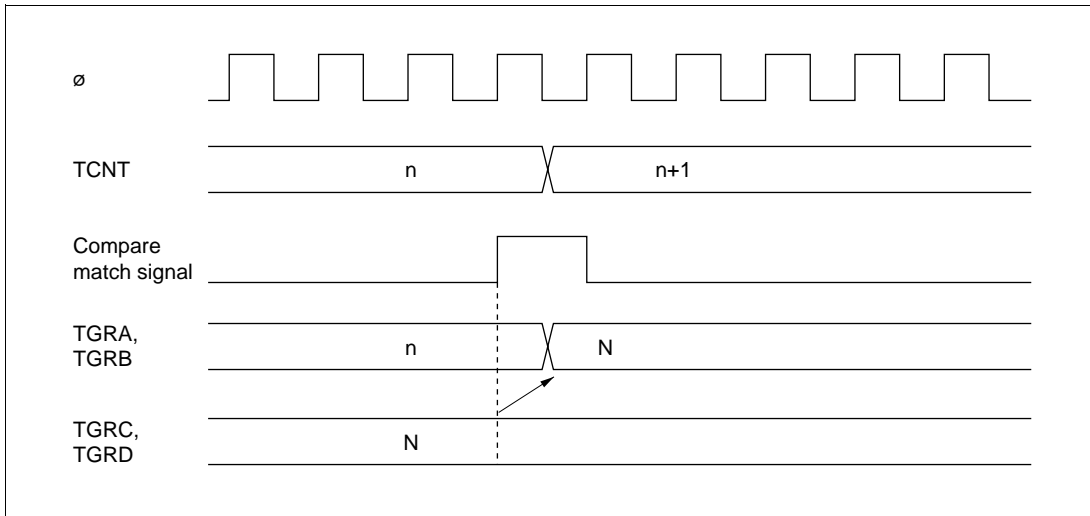 ø
TCNT
n
n+1
Compare
match signal
TGRA,
TGRB
n
N
TGRC,
TGRD
N